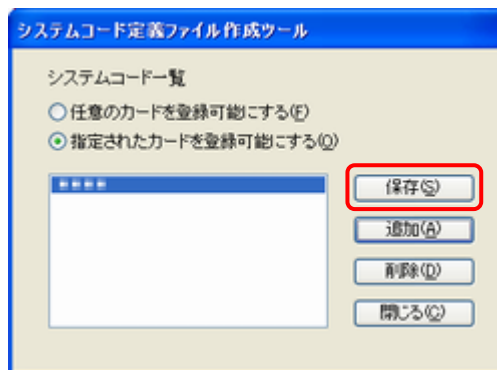 システムコード定義ファイル作成ツール
システムコード一覧
任意のカードを登録可能にする(F)
指定されたカードを登録可能にする(O)
****
保存(S)
追加(A)
削除(D)
閉じる(C)